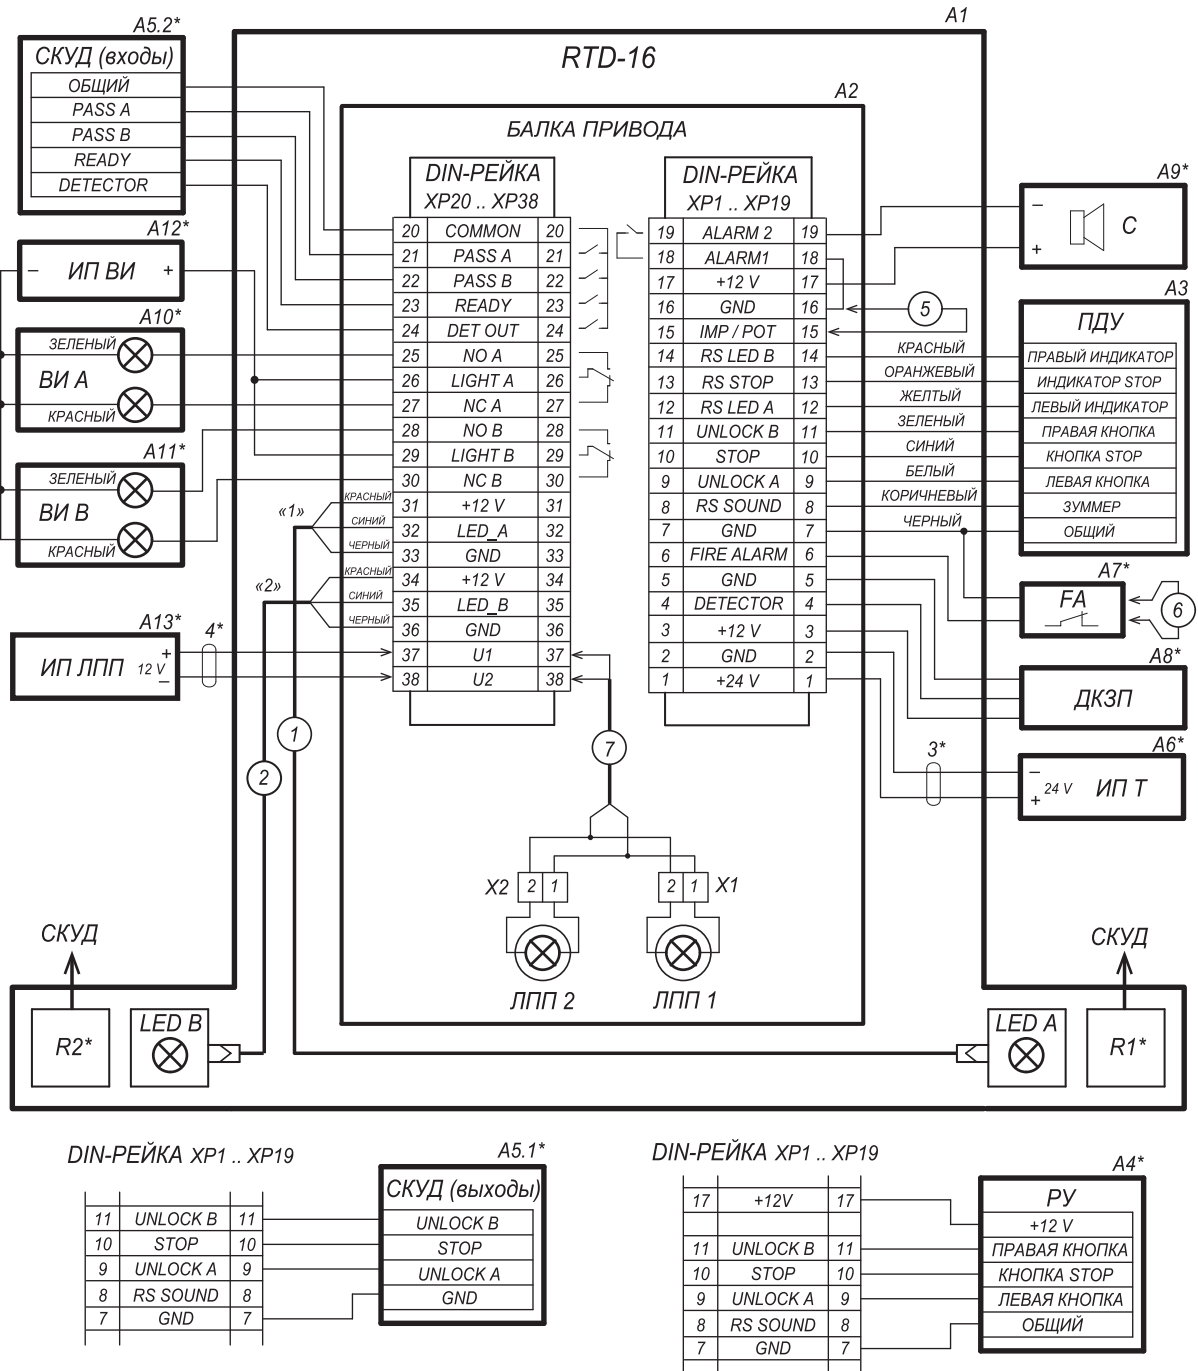 A1
RTD-16
A5.2*
СКУД (входы)
ОБЩИЙ
PASS A
PASS B
READY
DETECTOR
A12*
– ИП ВИ +
A10*
ЗЕЛЕНЫЙ
ВИ А
КРАСНЫЙ
A11*
ЗЕЛЕНЫЙ
ВИ В
КРАСНЫЙ
A13*
4*
ИП ЛПП 12 V + –
A2
БАЛКА ПРИВОДА
DIN-РЕЙКА
XP20 .. XP38
20 COMMON 20
21 PASS A 21
22 PASS B 22
23 READY 23
24 DET OUT 24
25 NO A 25
26 LIGHT A 26
27 NC A 27
28 NO B 28
29 LIGHT B 29
30 NC B 30
31 +12 V 31
32 LED_A 32
33 GND 33
34 +12 V 34
35 LED_B 35
36 GND 36
37 U1 37
38 U2 38
«1»
КРАСНЫЙ
СИНИЙ
ЧЕРНЫЙ
«2»
КРАСНЫЙ
СИНИЙ
ЧЕРНЫЙ
1
2
DIN-РЕЙКА
XP1 .. XP19
19 ALARM 2 19
18 ALARM1 18
17 +12 V 17
16 GND 16
15 IMP / POT 15
14 RS LED B 14
13 RS STOP 13
12 RS LED A 12
11 UNLOCK B 11
10 STOP 10
9 UNLOCK A 9
8 RS SOUND 8
7 GND 7
6 FIRE ALARM 6
5 GND 5
4 DETECTOR 4
3 +12 V 3
2 GND 2
1 +24 V 1
5
КРАСНЫЙ
ОРАНЖЕВЫЙ
ЖЕЛТЫЙ
ЗЕЛЕНЫЙ
СИНИЙ
БЕЛЫЙ
КОРИЧНЕВЫЙ
ЧЕРНЫЙ
A9*
–
+
С
A3
ПДУ
ПРАВЫЙ ИНДИКАТОР
ИНДИКАТОР STOP
ЛЕВЫЙ ИНДИКАТОР
ПРАВАЯ КНОПКА
КНОПКА STOP
ЛЕВАЯ КНОПКА
ЗУММЕР
ОБЩИЙ
A7*
FA
6
A8*
ДКЗП
A6*
3*
– + 24 V ИП Т
7
X2 2 1
2 1 X1
ЛПП 2
ЛПП 1
СКУД
R2*
LED B
LED A
СКУД
R1*
DIN-РЕЙКА XP1 .. XP19
11 UNLOCK B 11
10 STOP 10
9 UNLOCK A 9
8 RS SOUND 8
7 GND 7
A5.1*
СКУД (выходы)
UNLOCK B
STOP
UNLOCK A
GND
DIN-РЕЙКА XP1 .. XP19
17 +12V 17
11 UNLOCK B 11
10 STOP 10
9 UNLOCK A 9
8 RS SOUND 8
7 GND 7
A4*
РУ
+12 V
ПРАВАЯ КНОПКА
КНОПКА STOP
ЛЕВАЯ КНОПКА
ОБЩИЙ